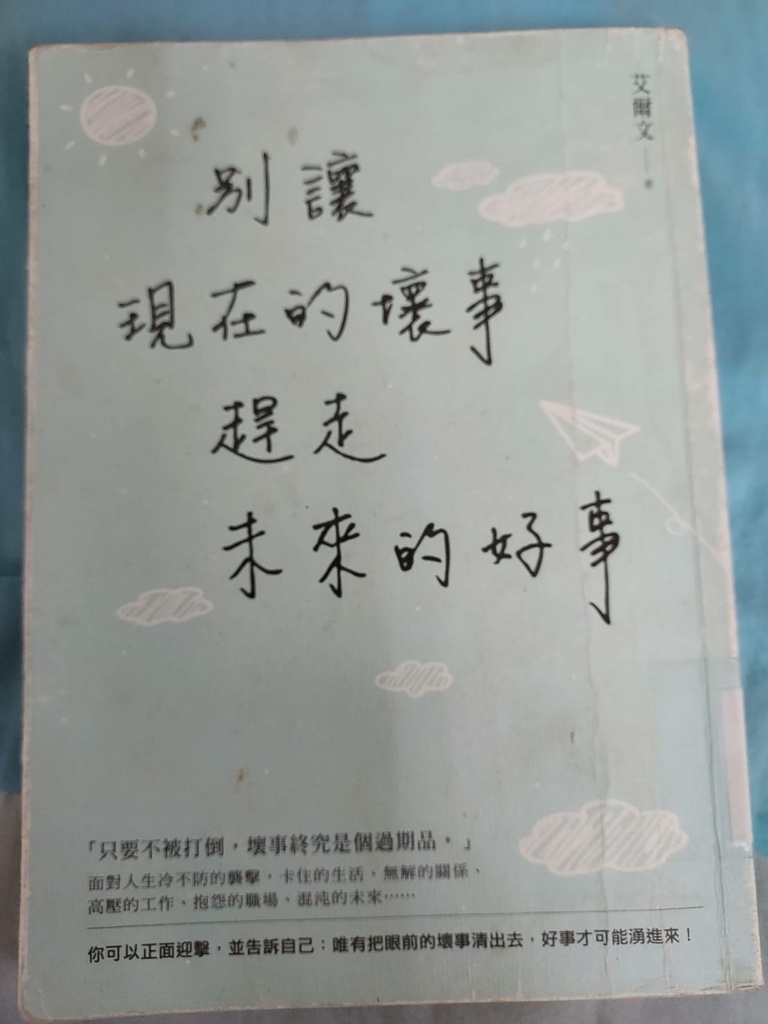 艾爾文——著
別讓
現在的壞事
趕走
未來的好事
「只要不被打倒，壞事終究是個過期品。」
面對人生冷不防的襲擊，卡住的生活、無解的關係、
高壓的工作、抱怨的職場、混沌的未來……
你可以正面迎擊，並告訴自己：唯有把眼前的壞事清出去，好事才可能湧進來！